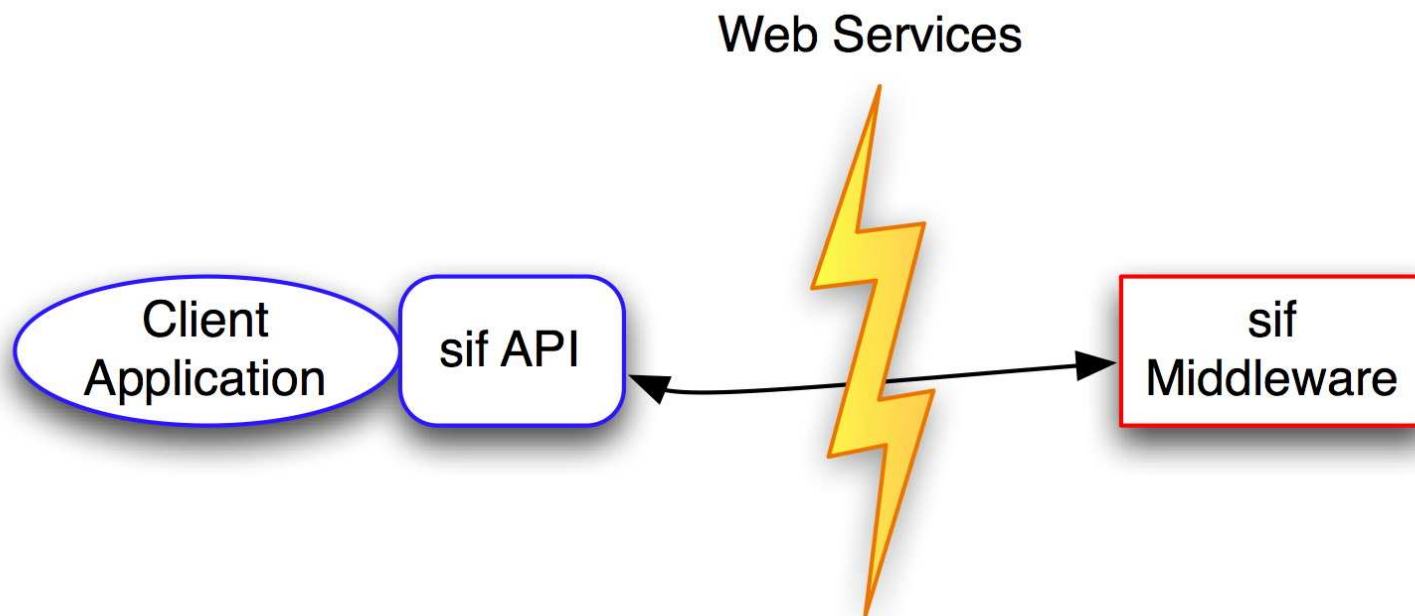 Web Services
Client
Application
sif API
sif
Middleware